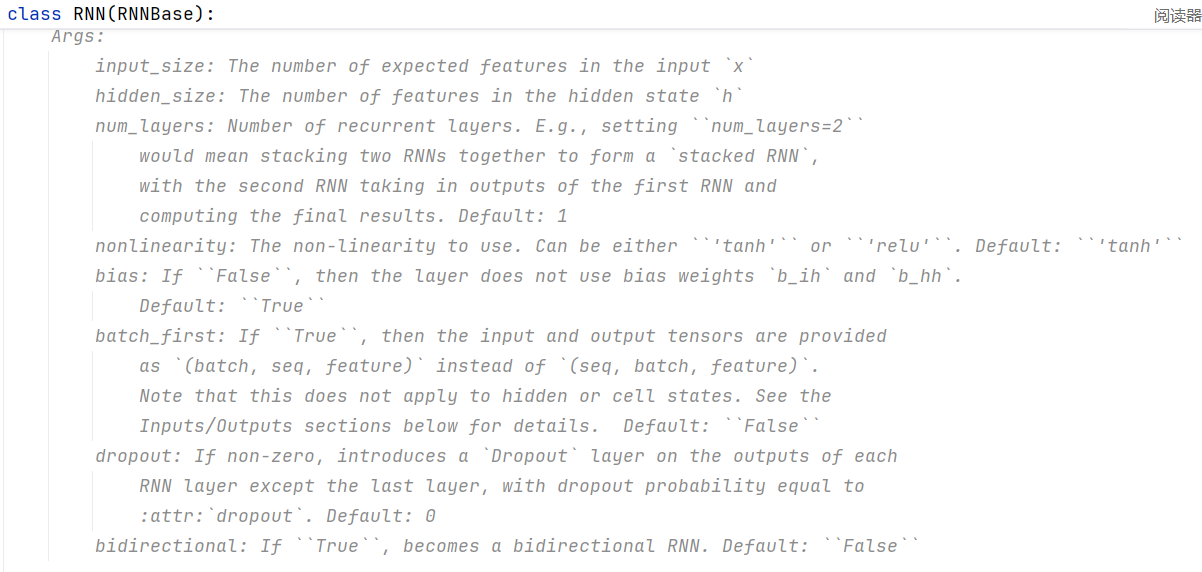 class RNN(RNNBase):
阅读器
Args:
input_size: The number of expected features in the input `x`
hidden_size: The number of features in the hidden state `h`
num_layers: Number of recurrent layers. E.g., setting ``num_layers=2``
would mean stacking two RNNs together to form a `stacked RNN`,
with the second RNN taking in outputs of the first RNN and
computing the final results. Default: 1
nonlinearity: The non-linearity to use. Can be either ``'tanh'`` or ``'relu'``. Default: ``'tanh'``
bias: If ``False``, then the layer does not use bias weights `b_ih` and `b_hh`.
Default: ``True``
batch_first: If ``True``, then the input and output tensors are provided
as `(batch, seq, feature)` instead of `(seq, batch, feature)`.
Note that this does not apply to hidden or cell states. See the
Inputs/Outputs sections below for details.  Default: ``False``
dropout: If non-zero, introduces a `Dropout` layer on the outputs of each
RNN layer except the last layer, with dropout probability equal to
:attr:`dropout`. Default: 0
bidirectional: If ``True``, becomes a bidirectional RNN. Default: ``False``